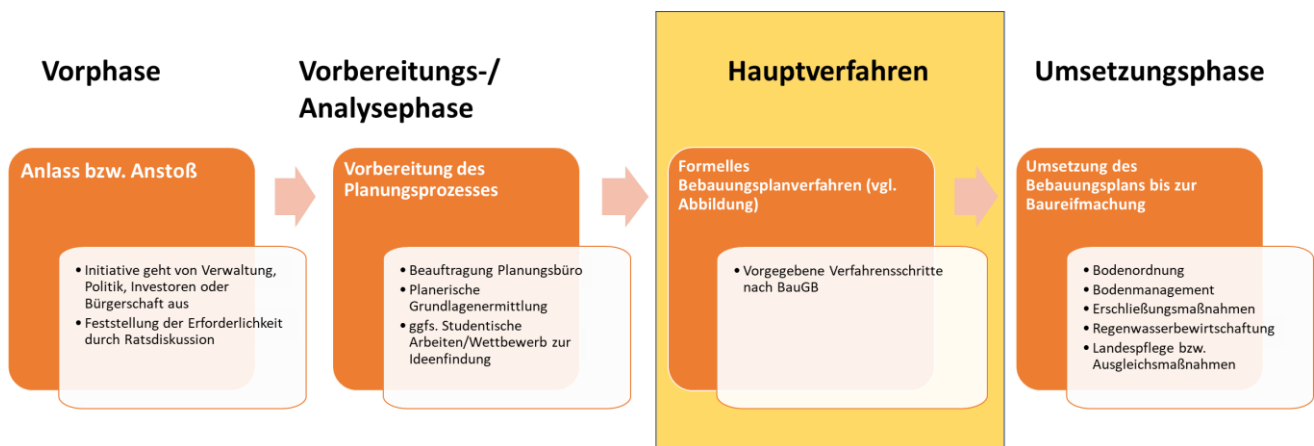 Vorphase
Anlass bzw. Anstoß
• Initiative geht von Verwaltung,
Politik, Investoren oder
Bürgerschaft aus
• Feststellung der Erforderlichkeit
durch Ratsdiskussion
Vorbereitungs-/
Analysephase
Vorbereitung des
Planungsprozesses
• Beauftragung Planungsbüro
• Planerische
Grundlagenermittlung
• ggfs. Studentische
Arbeiten/Wettbewerb zur
Ideenfindung
Hauptverfahren
Formelles
Bebauungsplanverfahren (vgl.
Abbildung)
• Vorgegebene Verfahrensschritte
nach BauGB
Umsetzungsphase
Umsetzung des
Bebauungsplans bis zur
Baureifmachung
• Bodenordnung
• Bodenmanagement
• Erschließungsmaßnahmen
• Regenwasserbewirtschaftung
• Landespflege bzw.
Ausgleichsmaßnahmen